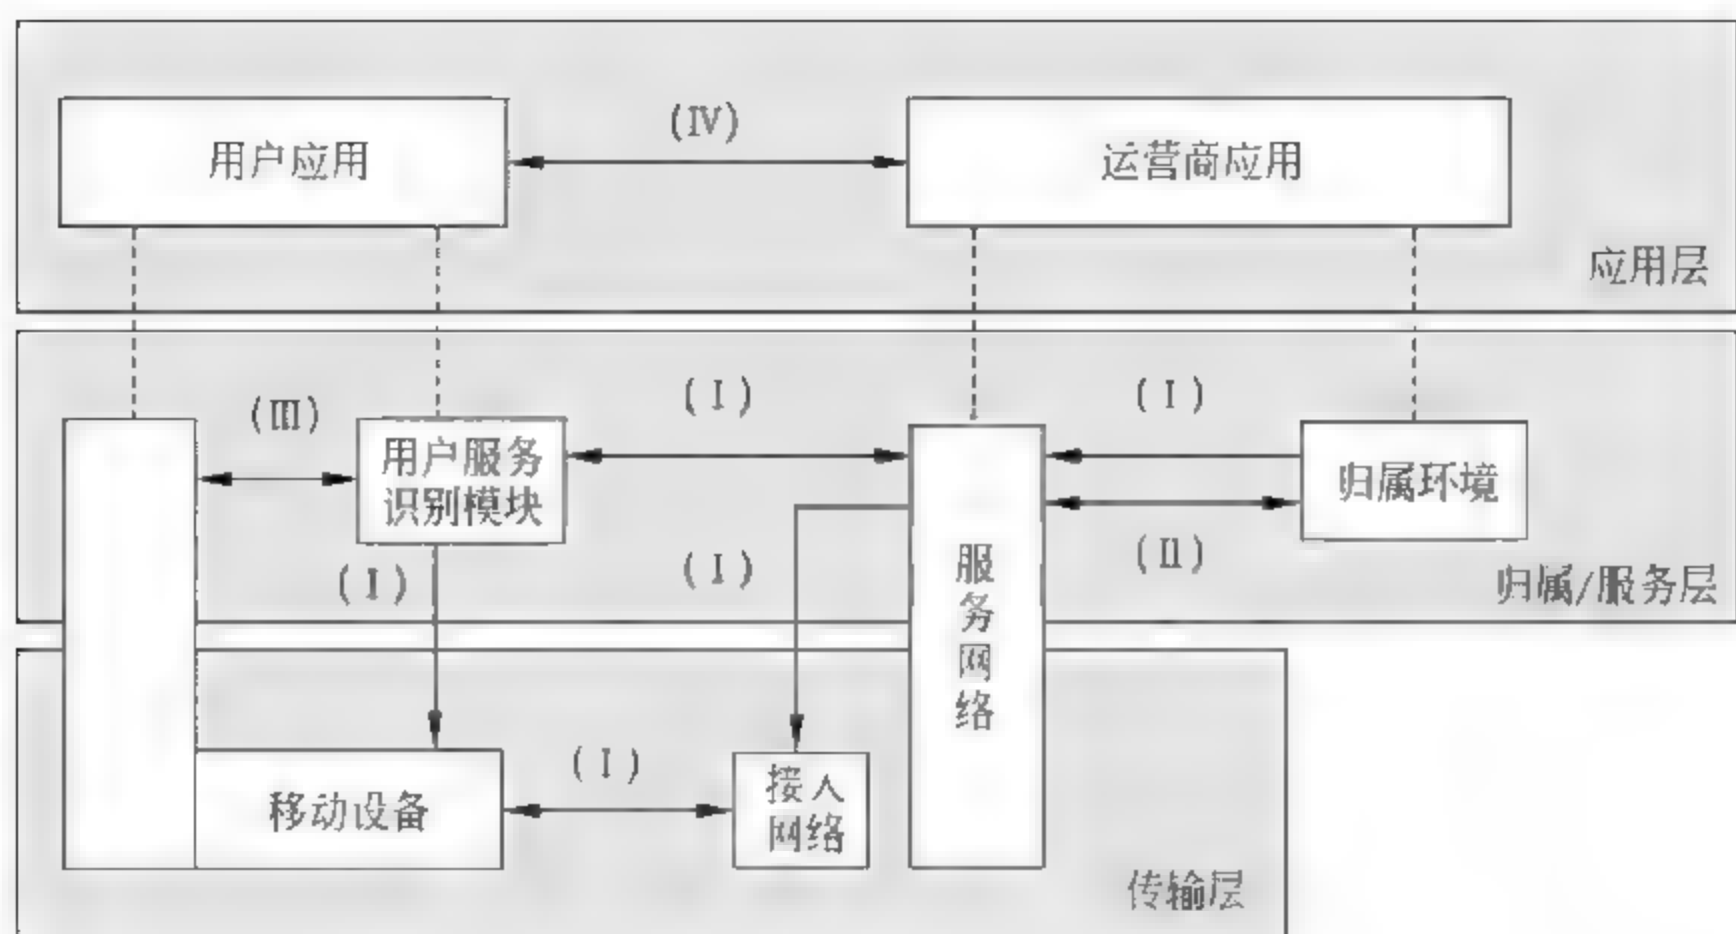 (Ⅳ)
用户应用
运营商应用
应用层
(Ⅲ)
(Ⅰ)
(Ⅰ)
用户服务
识别模块
归属环境
(Ⅰ)
(Ⅰ)
(Ⅱ)
服务网络
归属/服务层
(Ⅰ)
移动设备
接入
网络
传输层